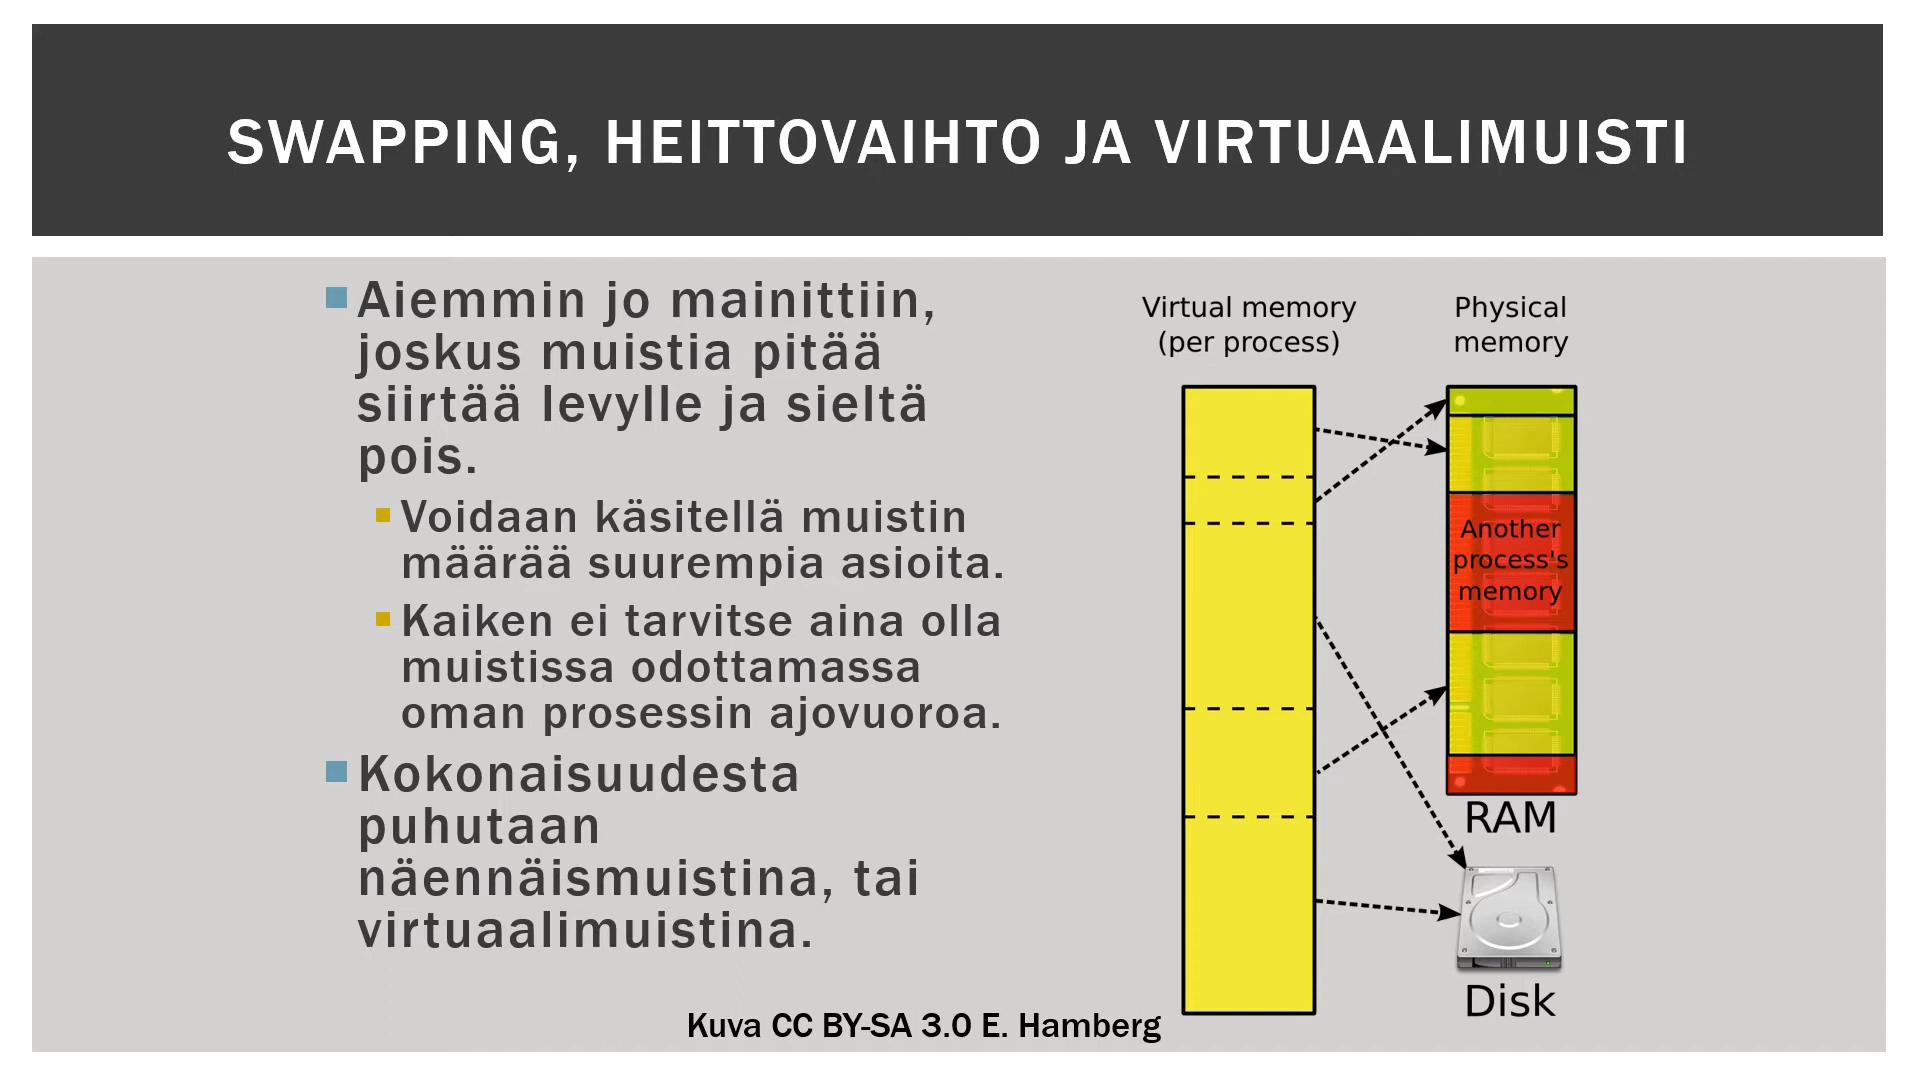 SWAPPING, HEITTOVAIHTO JA VIRTUAALIMUISTI
Aiemmin jo mainittiin,
joskus muistia pitää
siirtää levylle ja sieltä
pois.
Voidaan käsitellä muistin
määrää suurempia asioita.
Kaiken ei tarvitse aina olla
muistissa odottamassa
oman prosessin ajovuoroa.
Kokonaisuudesta
puhutaan
näennäismuistina, tai
virtuaalimuistina.
Virtual memory
(per process)
Physical
memory
Another
process's
memory
RAM
Disk
Kuva CC BY-SA 3.0 E. Hamberg